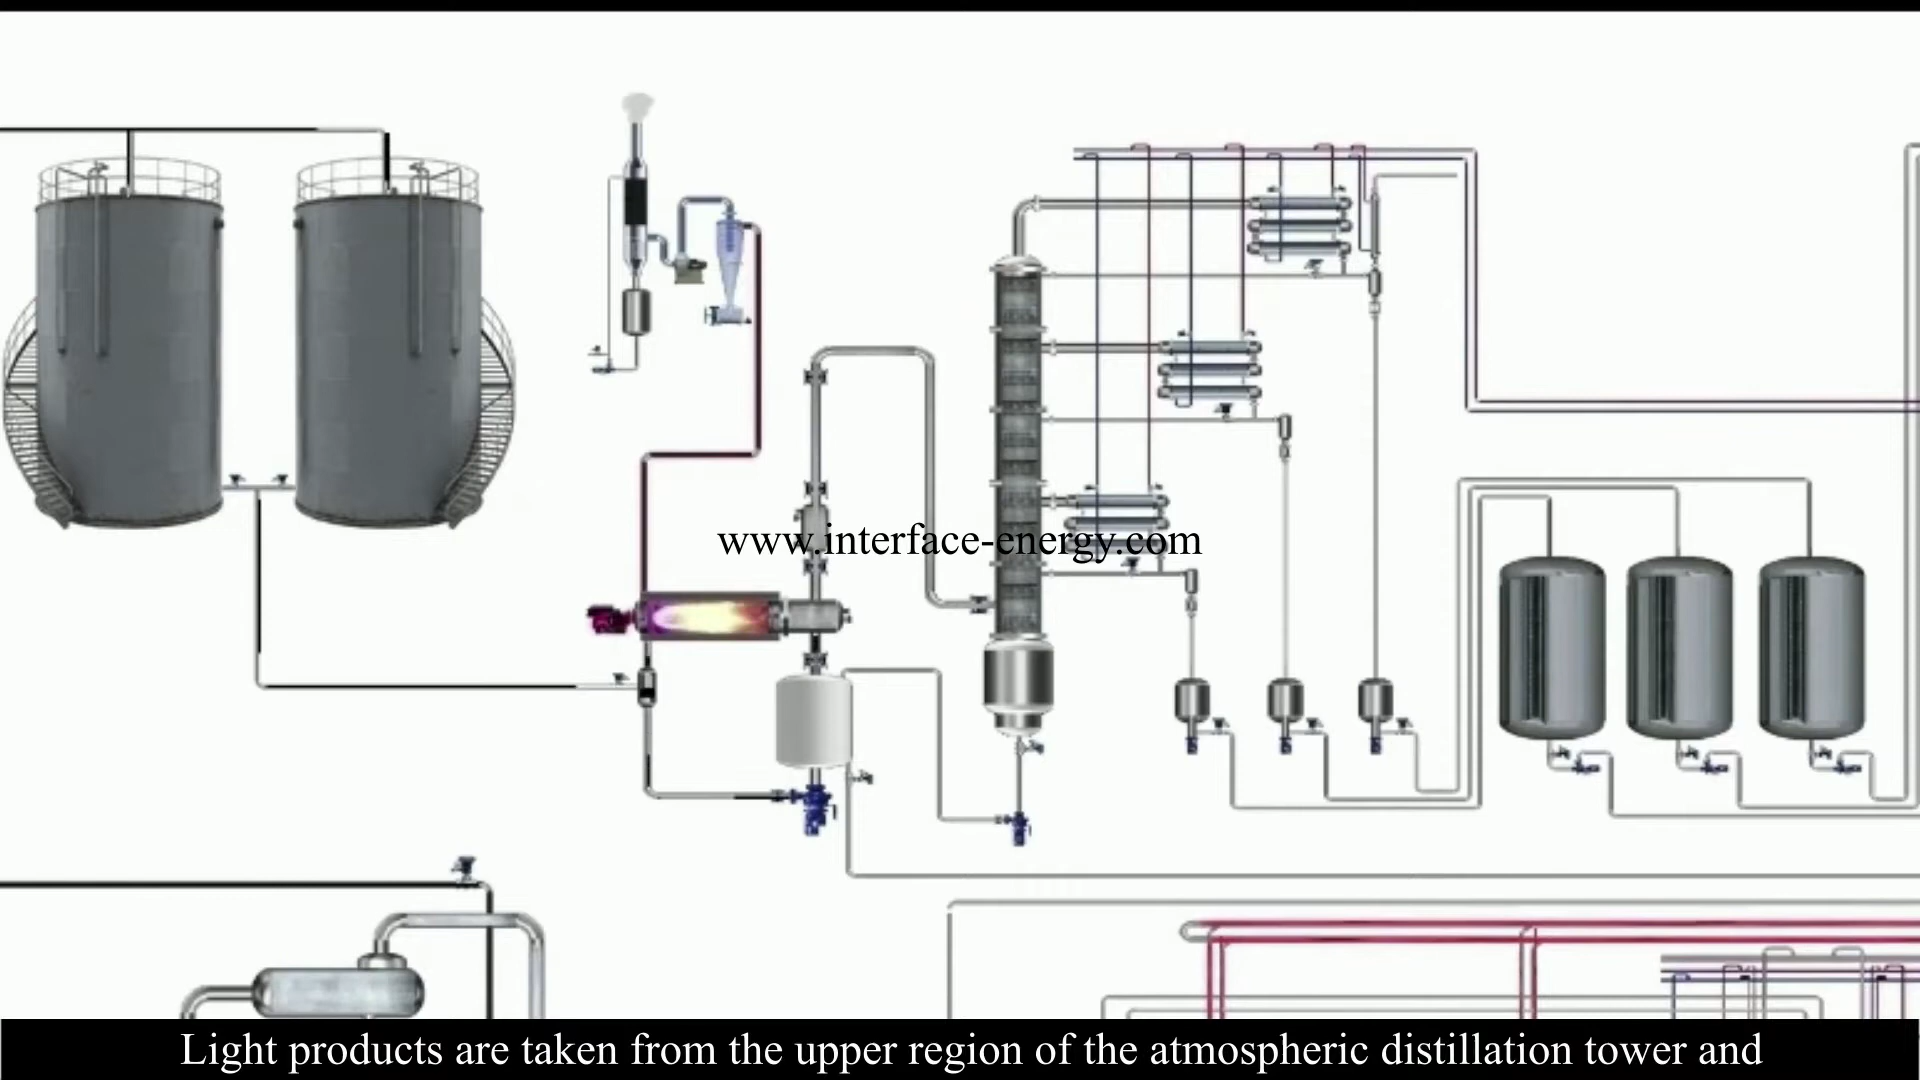 www.interface-energy.com
Light products are taken from the upper region of the atmospheric distillation tower and